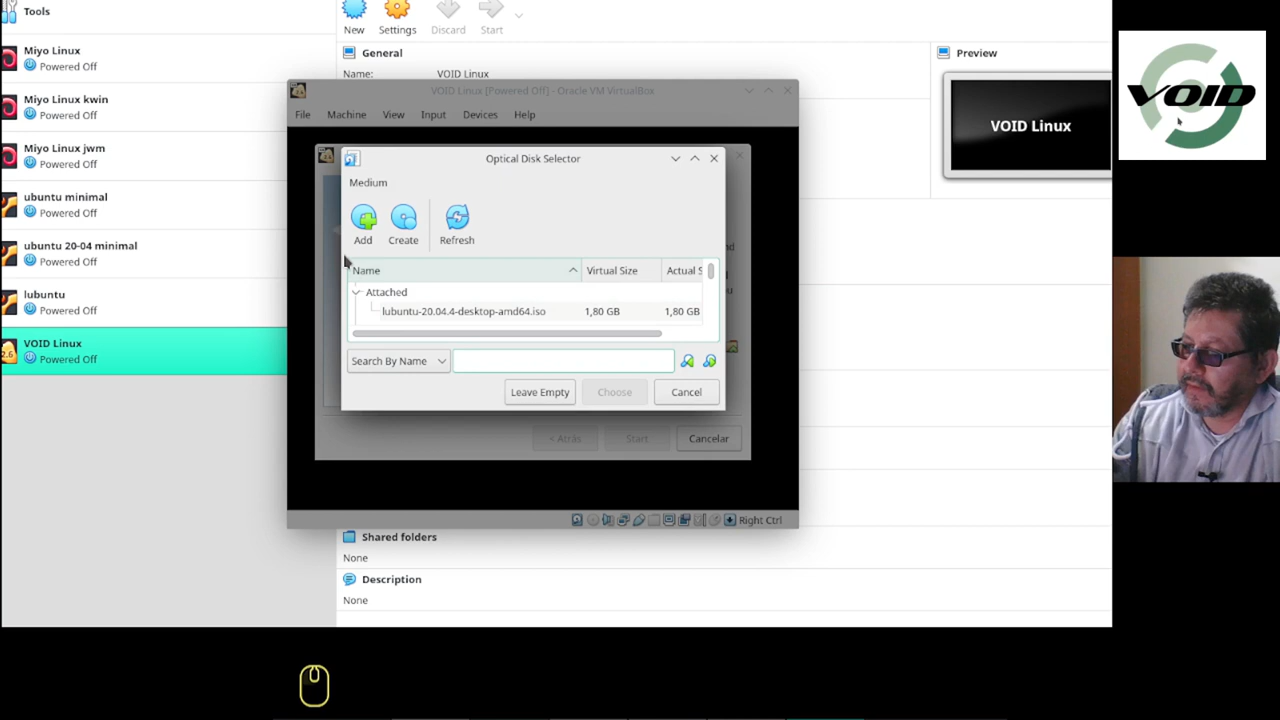 Tools
Miyo Linux
Powered Off
Miyo Linux kwin
Powered Off
Miyo Linux jwm
Powered Off
ubuntu minimal
Powered Off
ubuntu 20-04 minimal
Powered Off
lubuntu
Powered Off
2.6
VOID Linux
Powered Off
New
Settings
Discard
Start
General
Name:
VOID Linux
Preview
VOID Linux
VOID
VOID Linux [Powered Off] - Oracle VM VirtualBox
File
Machine
View
Input
Devices
Help
Optical Disk Selector
Medium
Add
Create
Refresh
Name
Virtual Size
Actual S
Attached
lubuntu-20.04.4-desktop-amd64.iso
1,80 GB
1,80 GB
Search By Name
Leave Empty
Choose
Cancel
< Atrás
Start
Cancelar
Right Ctrl
Shared folders
None
Description
None